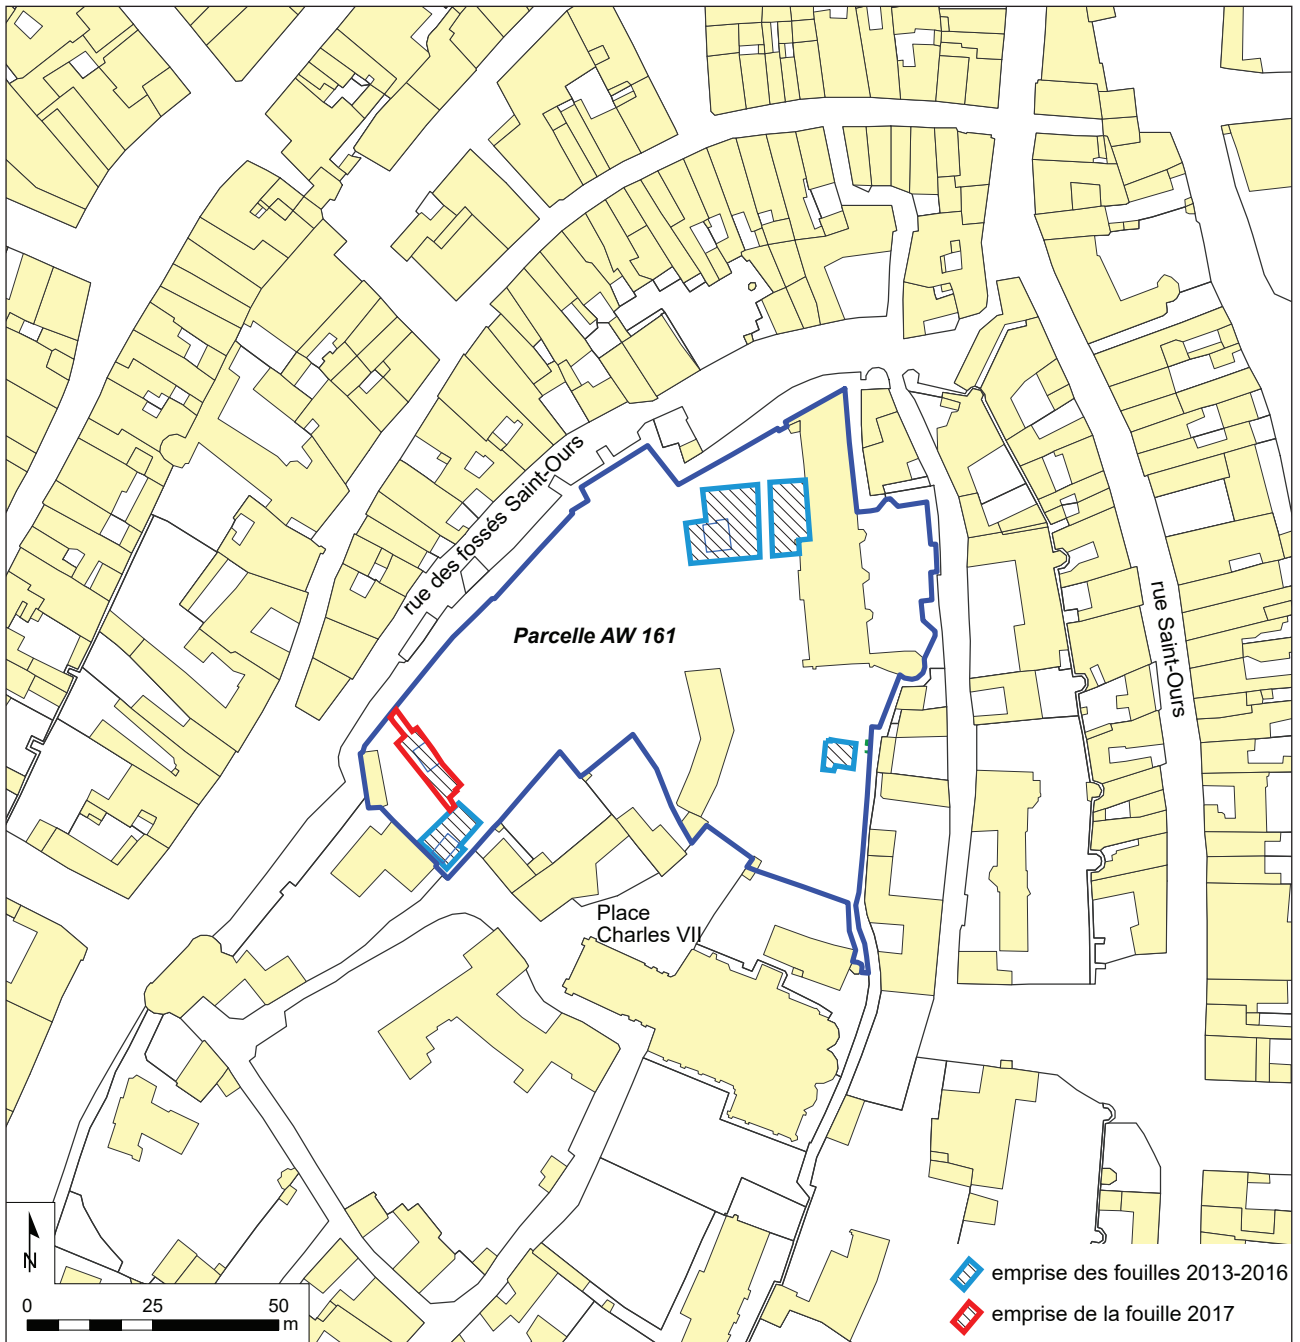 rue des fossés Saint-Ours
Parcelle AW 161
rue Saint-Ours
Place
Charles VII
N
0 25 50
m
emprise des fouilles 2013-2016
emprise de la fouille 2017